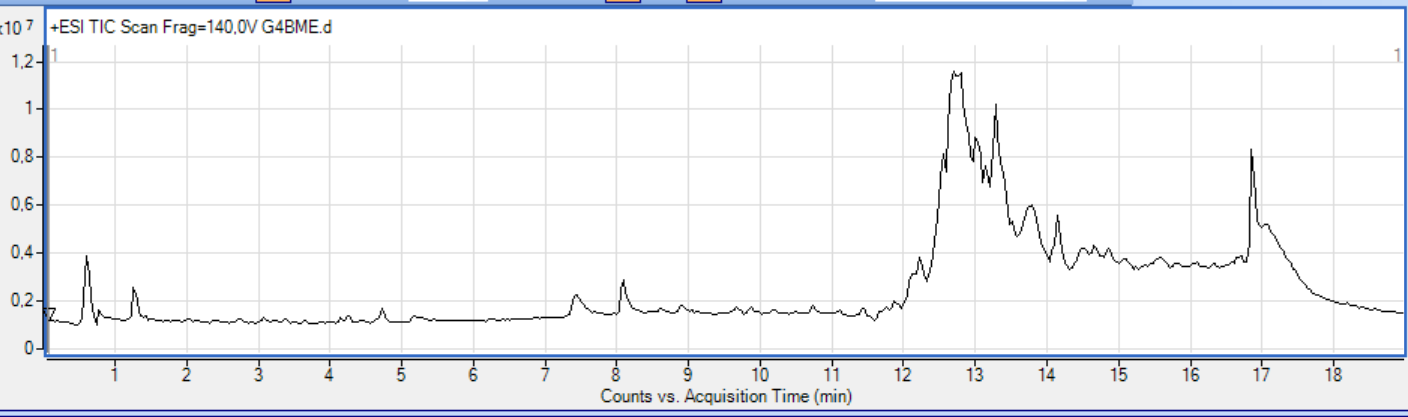 x10 7
+ESI TIC Scan Frag=140,0V G4BME.d
1 1
1,2
1
0,8
0,6
0,4
0,2
0
1 2 3 4 5 6 7 8 9 10 11 12 13 14 15 16 17 18
Counts vs. Acquisition Time (min)